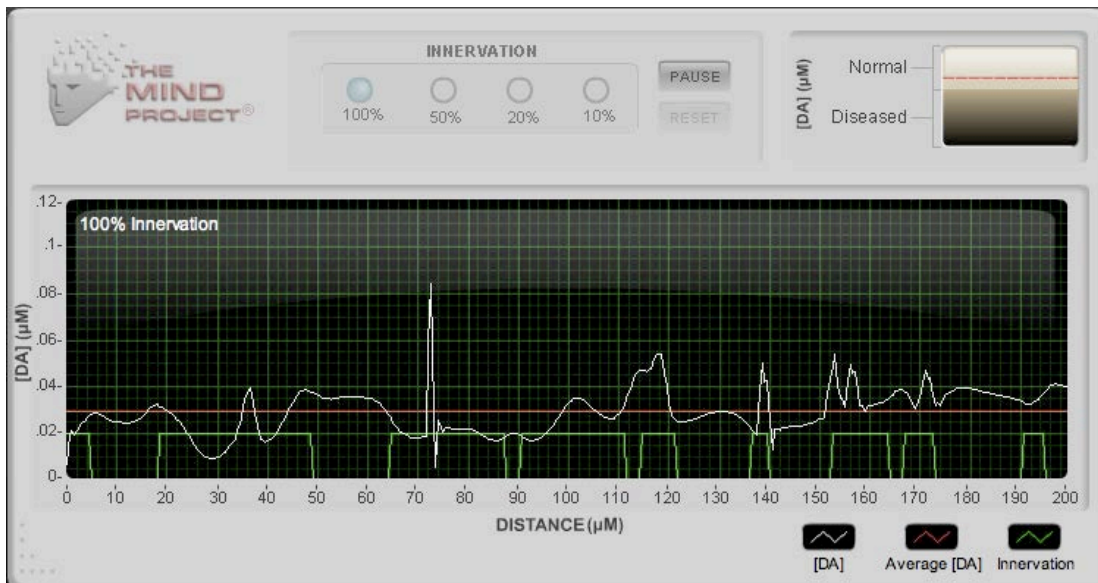 THE
MIND
PROJECT®
INNERVATION
100% 50% 20% 10%
PAUSE
RESET
[DA] (µM)
Normal
Diseased
100% Innervation
[DA] (µM)
.12-
.1-
.08-
.06-
.04-
.02-
0-
0 10 20 30 40 50 60 70 80 90 100 110 120 130 140 150 160 170 180 190 200
DISTANCE (µM)
[DA] Average [DA] Innervation